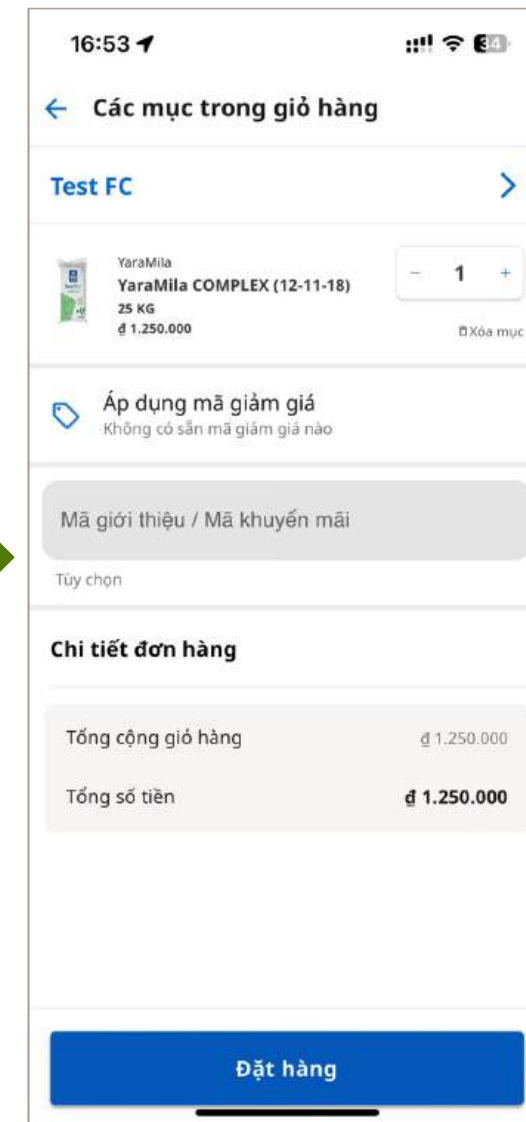 16:53
34
Các mục trong giỏ hàng
Test FC
YaraMila
YaraMila COMPLEX (12-11-18)
25 KG
₫ 1.250.000
- 1 +
Xóa mục
Áp dụng mã giảm giá
Không có sẵn mã giảm giá nào
Mã giới thiệu / Mã khuyến mãi
Tùy chọn
Chi tiết đơn hàng
Tổng cộng giỏ hàng ₫ 1.250.000
Tổng số tiền ₫ 1.250.000
Đặt hàng